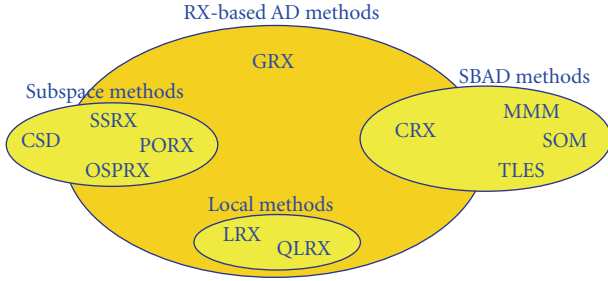 RX-based AD methods
GRX
Subspace methods
SSRX
CSD
PORX
OSPRX
SBAD methods
MMM
CRX
SOM
TLES
Local methods
LRX
QLRX